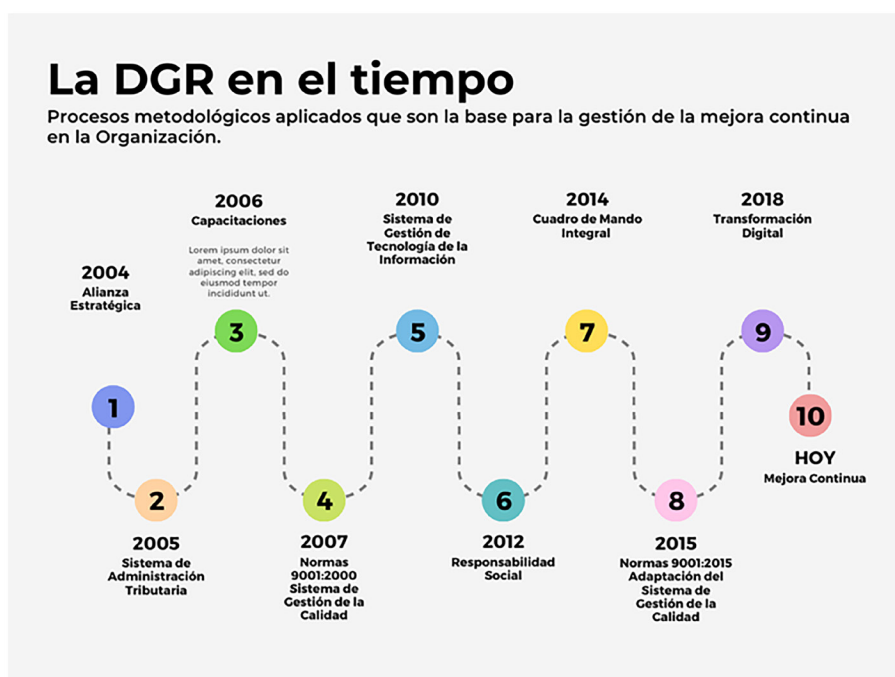 La DGR en el tiempo
Procesos metodológicos aplicados que son la base para la gestión de la mejora continua
en la Organización.
2004
Alianza
Estratégica
1
2
2005
Sistema de
Administración
Tributaria
2006
Capacitaciones
Lorem ipsum dolor sit
amet, consectetur
adipiscing elit, sed do
eiusmod tempor
incididunt ut.
3
4
2007
Normas
9001:2000
Sistema de
Gestión de la
Calidad
2010
Sistema de
Gestión de
Tecnología de la
Información
5
6
2012
Responsabilidad
Social
2014
Cuadro de Mando
Integral
7
8
2015
Normas 9001:2015
Adaptación del
Sistema de
Gestión de la
Calidad
2018
Transformación
Digital
9
10
HOY
Mejora Continua